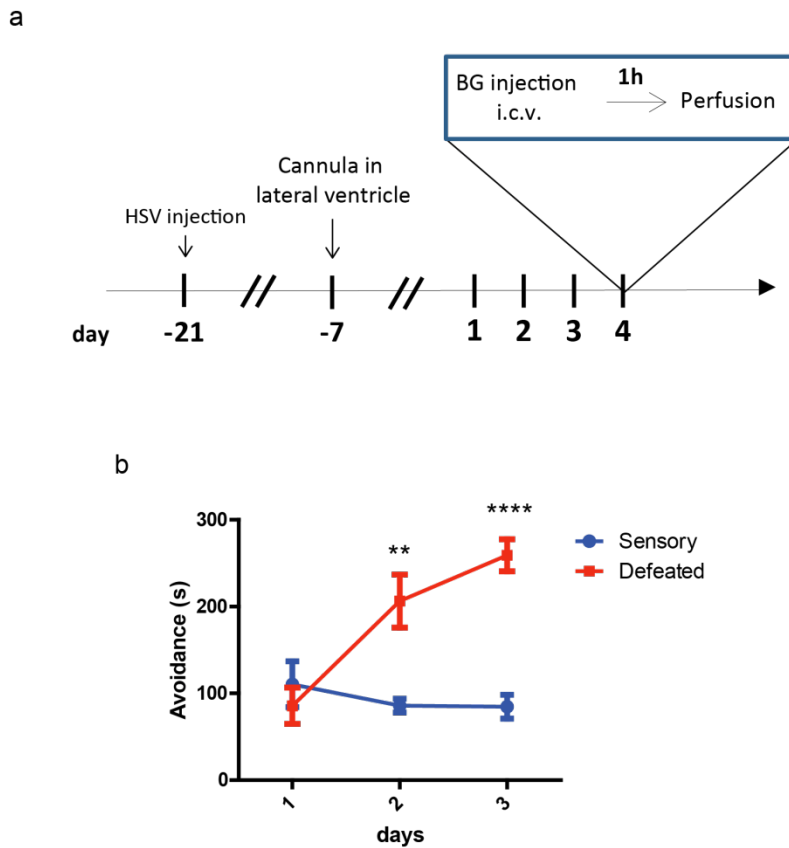 a
BG injection
i.c.v.
1h
Perfusion
Cannula in
lateral ventricle
HSV injection
day
-21
-7
1
2
3
4
b
Avoidance (s)
300
200
100
0
**
****
Sensory
Defeated
1
2
3
days